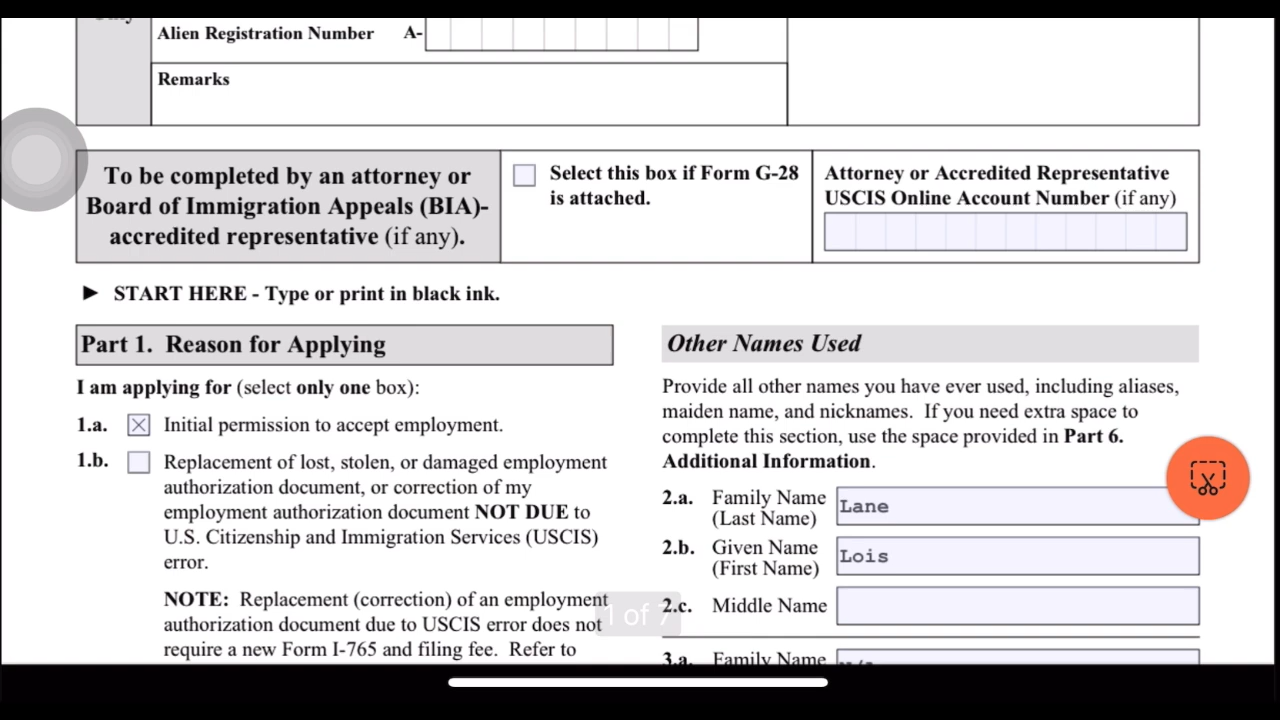 Alien Registration Number A-
Remarks
To be completed by an attorney or
Board of Immigration Appeals (BIA)-
accredited representative (if any).
Select this box if Form G-28
is attached.
Attorney or Accredited Representative
USCIS Online Account Number (if any)
► START HERE - Type or print in black ink.
Part 1. Reason for Applying
I am applying for (select only one box):
1.a. Initial permission to accept employment.
1.b. Replacement of lost, stolen, or damaged employment
authorization document, or correction of my
employment authorization document NOT DUE to
U.S. Citizenship and Immigration Services (USCIS)
error.
NOTE: Replacement (correction) of an employment
authorization document due to USCIS error does not
require a new Form I-765 and filing fee. Refer to
Other Names Used
Provide all other names you have ever used, including aliases,
maiden name, and nicknames. If you need extra space to
complete this section, use the space provided in Part 6.
Additional Information.
2.a. Family Name
(Last Name)
Lane
2.b. Given Name
(First Name)
Lois
2.c. Middle Name
3.a. Family Name
1 of 7